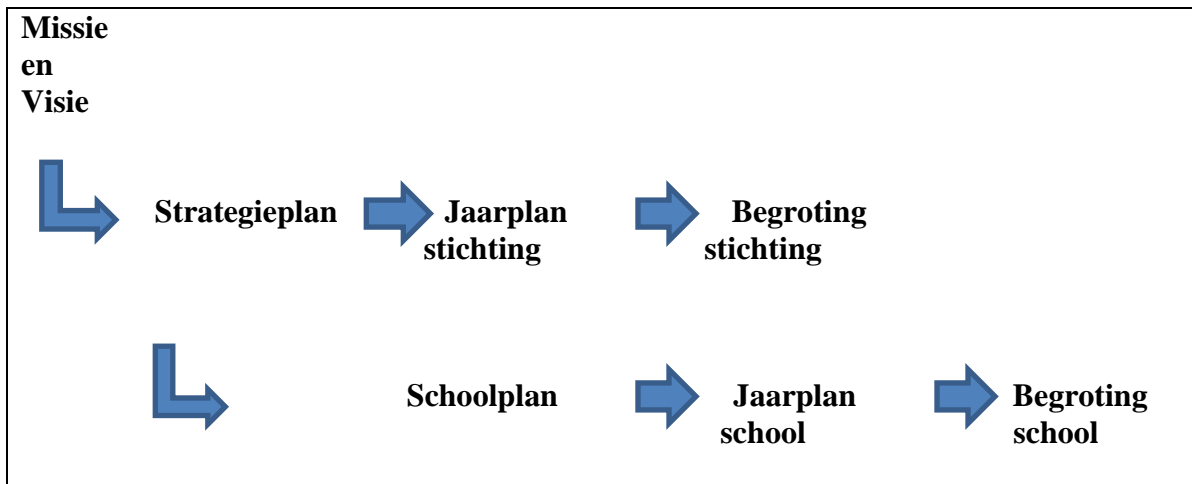 Missie
en
Visie
Strategieplan Jaarplan Begroting
stichting stichting
Schoolplan Jaarplan Begroting
school school